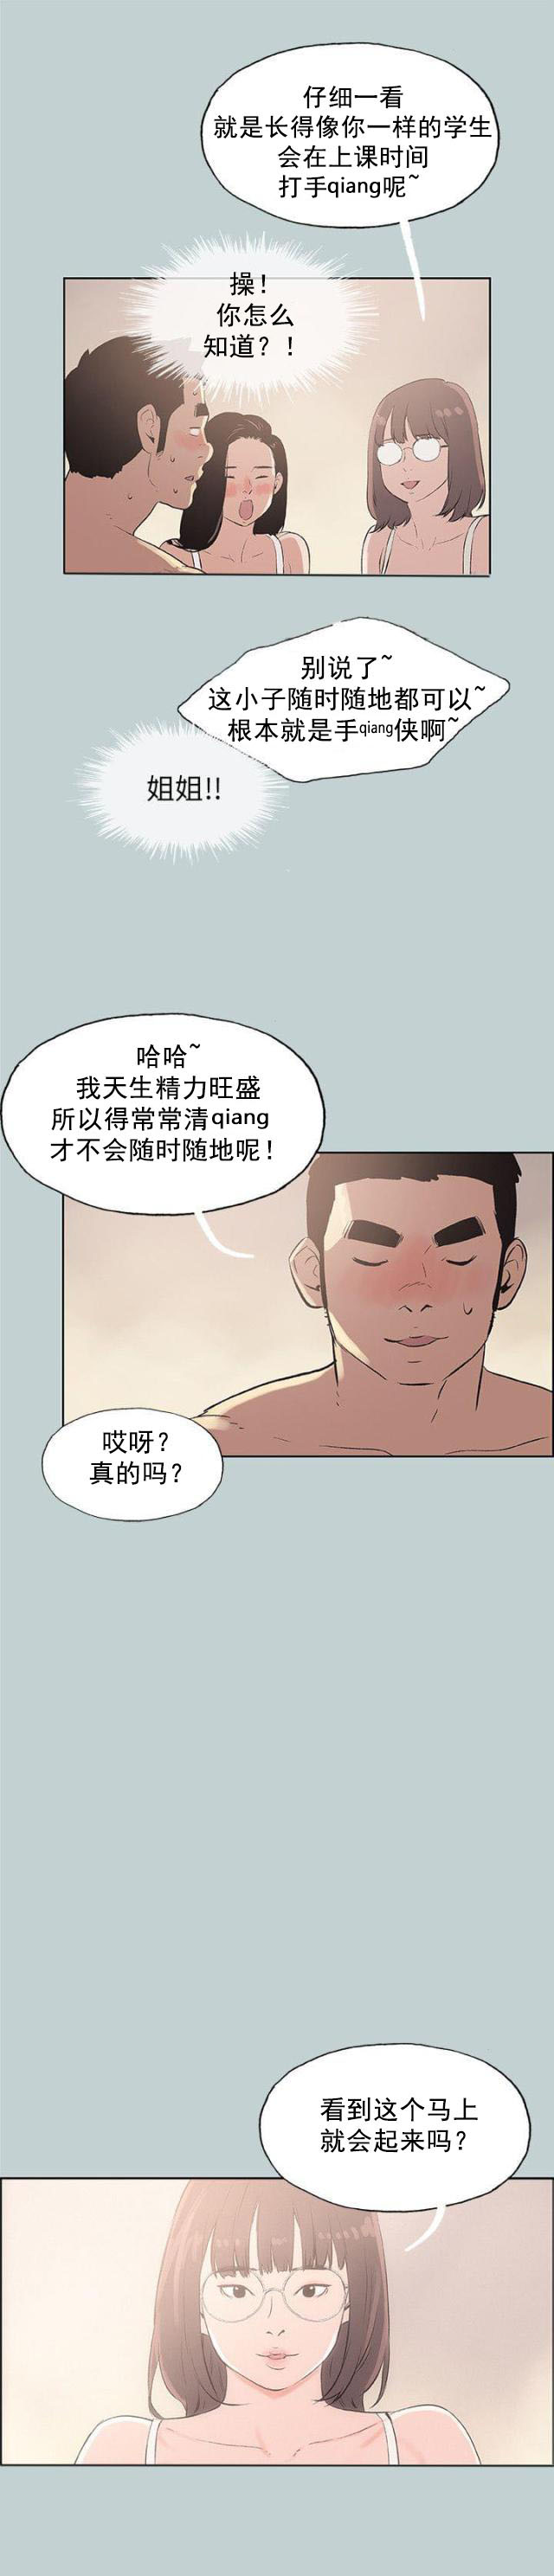 仔细一看
就是长得像你一样的学生
会在上课时间
打手qiang呢~
操！
你怎么
知道？！
别说了~
这小子随时随地都可以~
根本就是手qiang侠啊~
姐姐!!
哈哈~
我天生精力旺盛
所以得常常清qiang
才不会随时随地呢！
哎呀？
真的吗？
看到这个马上
就会起来吗？